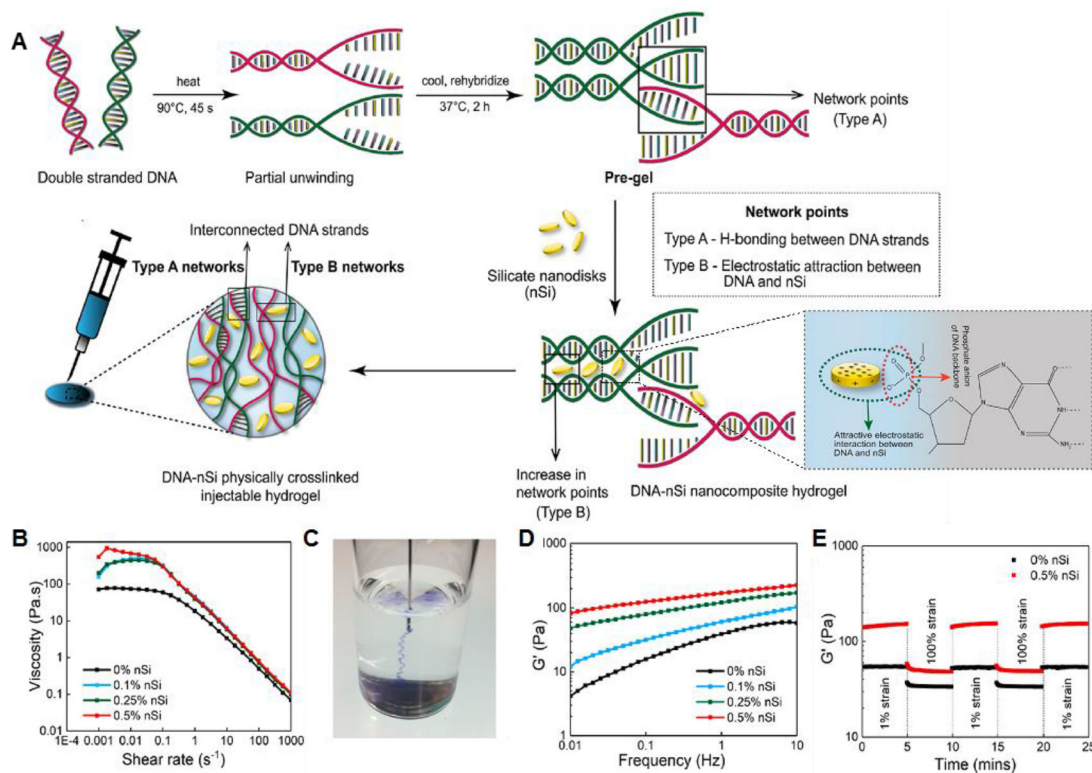 A
heat
90°C, 45 s
cool, rehybridize
37°C, 2 h
Network points
(Type A)
Double stranded DNA
Partial unwinding
Pre-gel
Interconnected DNA strands
Type A networks
Type B networks
Silicate nanodisks
(nSi)
Network points
Type A - H-bonding between DNA strands
Type B - Electrostatic attraction between
DNA and nSi
Phosphate anion
of DNA backbone
O
O
P
O⁻
O
O
N
N
O
NH
N
NH₂
+
+
Attractive electrostatic
interaction between
DNA and nSi
DNA-nSi physically crosslinked
injectable hydrogel
Increase in
network points
(Type B)
DNA-nSi nanocomposite hydrogel
B
Viscosity (Pa.s)
1000
100
10
1
0.1
0.01
0% nSi
0.1% nSi
0.25% nSi
0.5% nSi
1E-4 0.001 0.01 0.1 1 10 100 1000
Shear rate (s⁻¹)
C
D
G' (Pa)
1000
100
10
1
0% nSi
0.1% nSi
0.25% nSi
0.5% nSi
0.01 0.1 1 10
Frequency (Hz)
E
G' (Pa)
1000
100
10
0% nSi
0.5% nSi
1% strain
100% strain
1% strain
100% strain
1% strain
0 5 10 15 20 25
Time (mins)